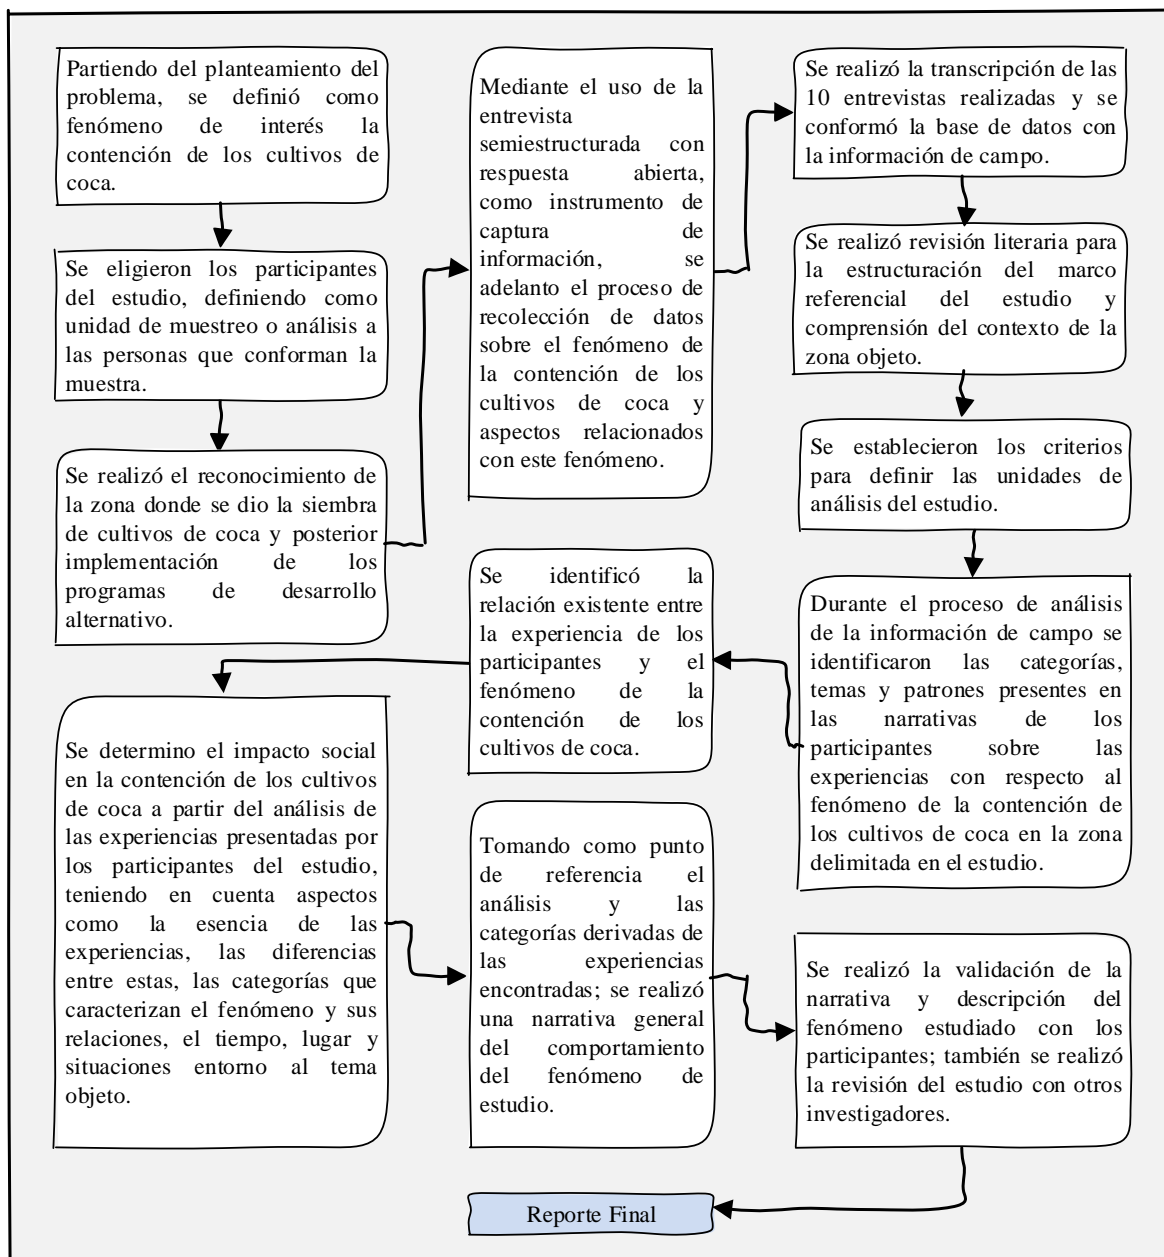 Partiendo del planteamiento del
problema, se definió como
fenómeno de interés la
contención de los cultivos de
coca.
Se eligieron los participantes
del estudio, definiendo como
unidad de muestreo o análisis a
las personas que conforman la
muestra.
Se realizó el reconocimiento de
la zona donde se dio la siembra
de cultivos de coca y posterior
implementación de los
programas de desarrollo
alternativo.
Mediante el uso de la
entrevista
semiestructurada con
respuesta abierta,
como instrumento de
captura de
información, se
adelanto el proceso de
recolección de datos
sobre el fenómeno de
la contención de los
cultivos de coca y
aspectos relacionados
con este fenómeno.
Se realizó la transcripción de las
10 entrevistas realizadas y se
conformó la base de datos con
la información de campo.
Se realizó revisión literaria para
la estructuración del marco
referencial del estudio y
comprensión del contexto de la
zona objeto.
Se establecieron los criterios
para definir las unidades de
análisis del estudio.
Durante el proceso de análisis
de la información de campo se
identificaron las categorías,
temas y patrones presentes en
las narrativas de los
participantes sobre las
experiencias con respecto al
fenómeno de la contención de
los cultivos de coca en la zona
delimitada en el estudio.
Se identificó la
relación existente entre
la experiencia de los
participantes y el
fenómeno de la
contención de los
cultivos de coca.
Se determino el impacto social
en la contención de los cultivos
de coca a partir del análisis de
las experiencias presentadas por
los participantes del estudio,
teniendo en cuenta aspectos
como la esencia de las
experiencias, las diferencias
entre estas, las categorías que
caracterizan el fenómeno y sus
relaciones, el tiempo, lugar y
situaciones entorno al tema
objeto.
Tomando como punto
de referencia el
análisis y las
categorías derivadas de
las experiencias
encontradas; se realizó
una narrativa general
del comportamiento
del fenómeno de
estudio.
Se realizó la validación de la
narrativa y descripción del
fenómeno estudiado con los
participantes; también se realizó
la revisión del estudio con otros
investigadores.
Reporte Final